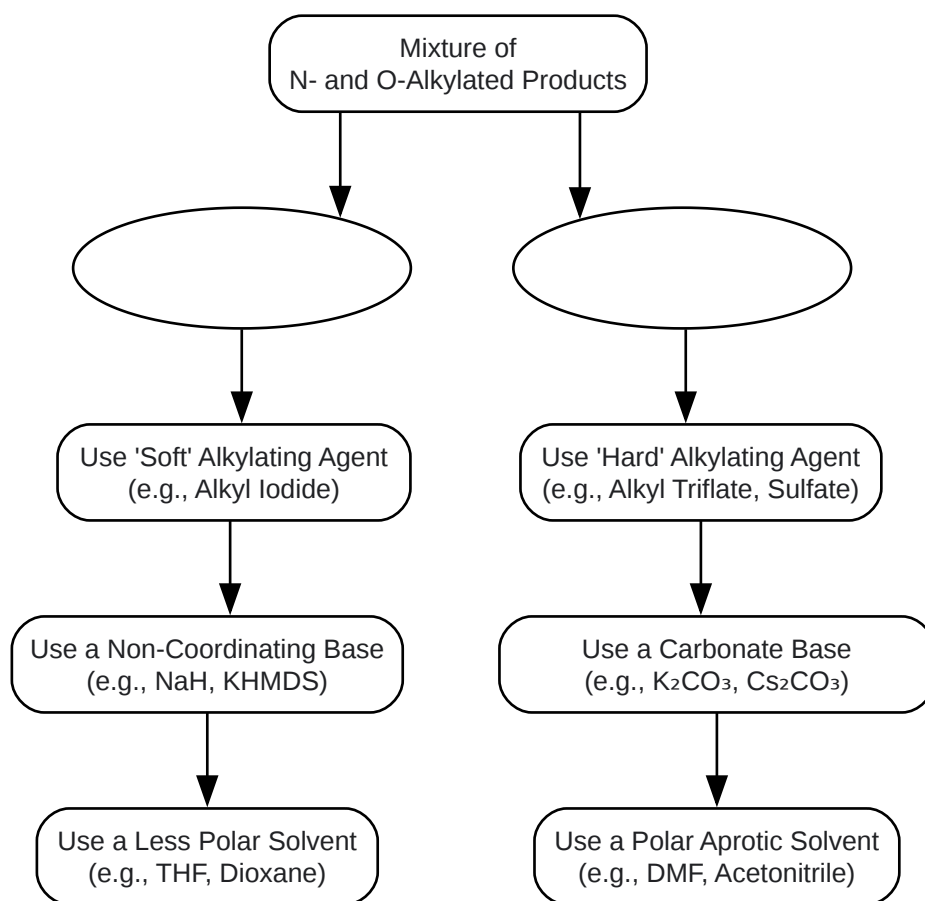 Mixture of
N- and O-Alkylated Products
Use 'Soft' Alkylating Agent
(e.g., Alkyl Iodide)
Use 'Hard' Alkylating Agent
(e.g., Alkyl Triflate, Sulfate)
Use a Non-Coordinating Base
(e.g., NaH, KHMDS)
Use a Carbonate Base
(e.g., K₂CO₃, Cs₂CO₃)
Use a Less Polar Solvent
(e.g., THF, Dioxane)
Use a Polar Aprotic Solvent
(e.g., DMF, Acetonitrile)